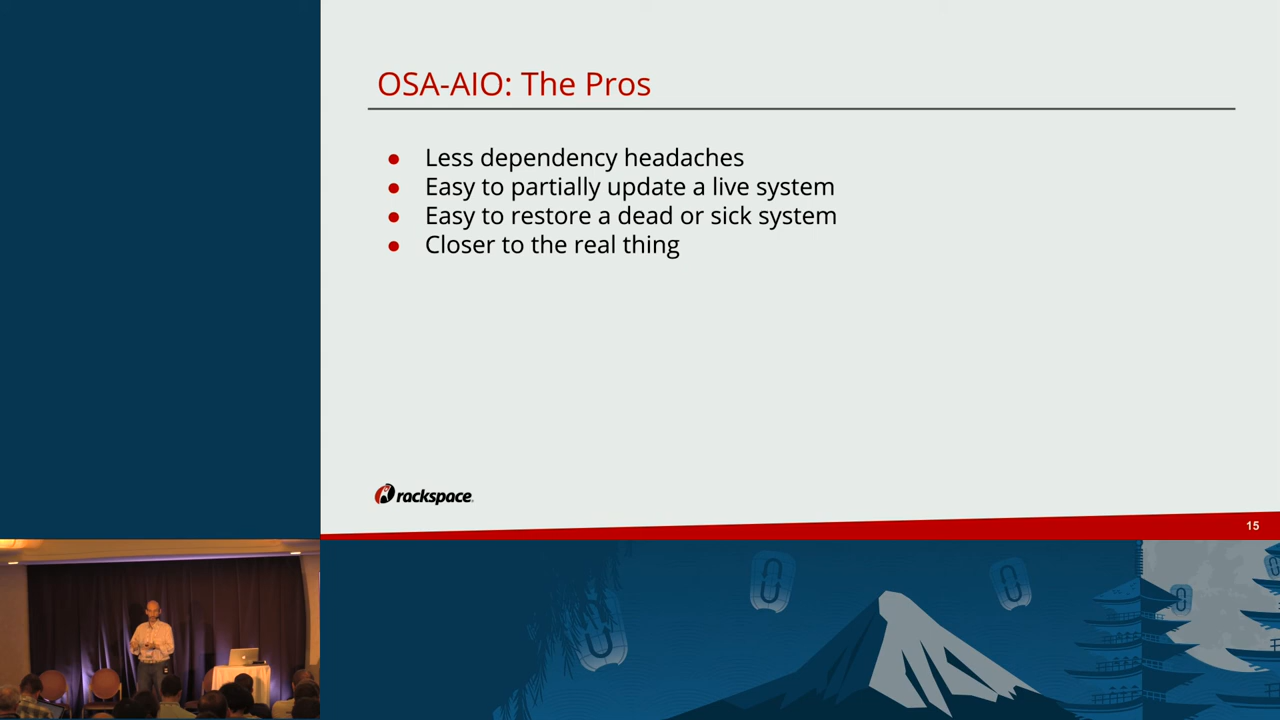 OSA-AIO: The Pros
● Less dependency headaches
● Easy to partially update a live system
● Easy to restore a dead or sick system
● Closer to the real thing
rackspace.
15